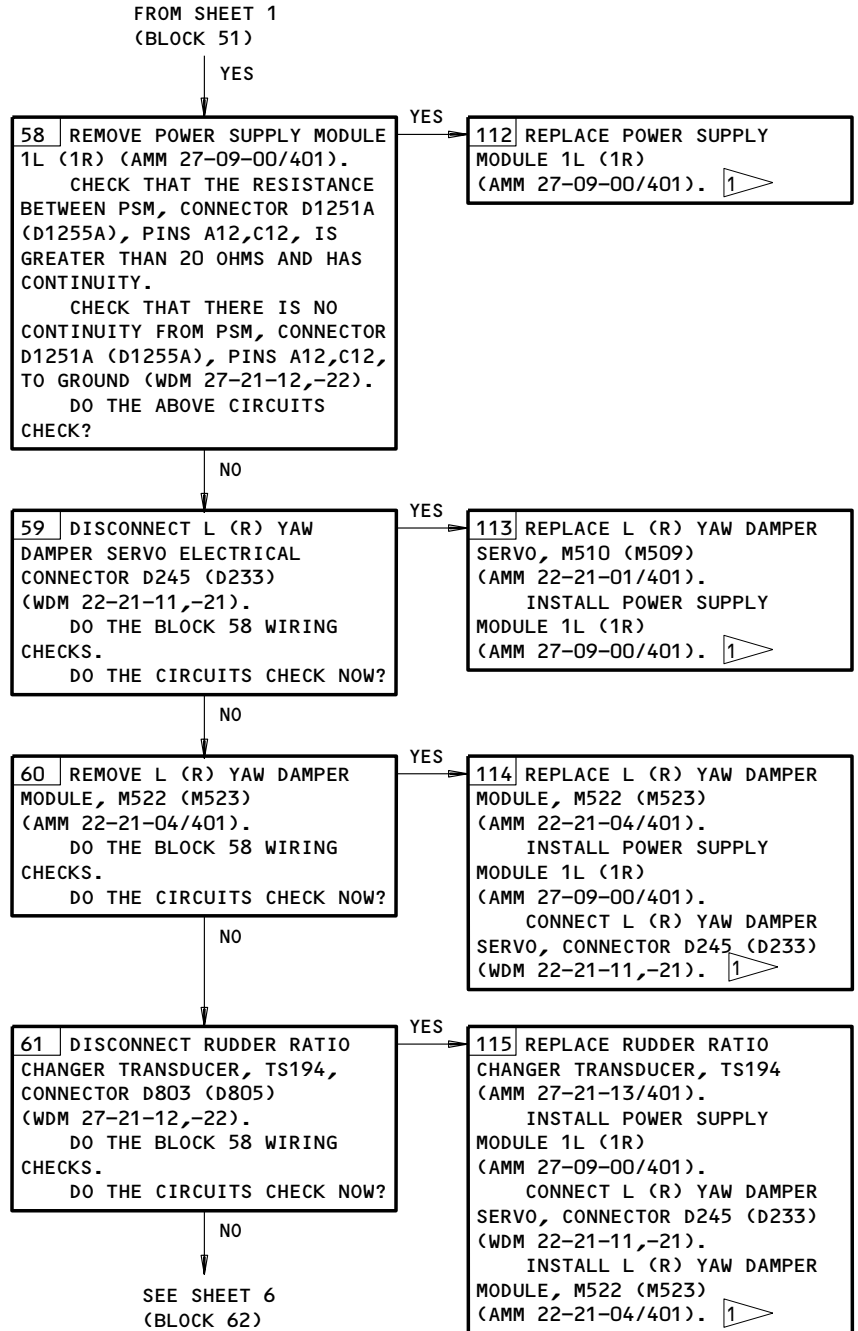 FROM SHEET 1
(BLOCK 51)
YES
58 REMOVE POWER SUPPLY MODULE
1L (1R) (AMM 27-09-00/401).
CHECK THAT THE RESISTANCE
BETWEEN PSM, CONNECTOR D1251A
(D1255A), PINS A12,C12, IS
GREATER THAN 20 OHMS AND HAS
CONTINUITY.
CHECK THAT THERE IS NO
CONTINUITY FROM PSM, CONNECTOR
D1251A (D1255A), PINS A12,C12,
TO GROUND (WDM 27-21-12,-22).
DO THE ABOVE CIRCUITS
CHECK?
YES
112 REPLACE POWER SUPPLY
MODULE 1L (1R)
(AMM 27-09-00/401). 1
NO
59 DISCONNECT L (R) YAW
DAMPER SERVO ELECTRICAL
CONNECTOR D245 (D233)
(WDM 22-21-11,-21).
DO THE BLOCK 58 WIRING
CHECKS.
DO THE CIRCUITS CHECK NOW?
YES
113 REPLACE L (R) YAW DAMPER
SERVO, M510 (M509)
(AMM 22-21-01/401).
INSTALL POWER SUPPLY
MODULE 1L (1R)
(AMM 27-09-00/401). 1
NO
60 REMOVE L (R) YAW DAMPER
MODULE, M522 (M523)
(AMM 22-21-04/401).
DO THE BLOCK 58 WIRING
CHECKS.
DO THE CIRCUITS CHECK NOW?
YES
114 REPLACE L (R) YAW DAMPER
MODULE, M522 (M523)
(AMM 22-21-04/401).
INSTALL POWER SUPPLY
MODULE 1L (1R)
(AMM 27-09-00/401).
CONNECT L (R) YAW DAMPER
SERVO, CONNECTOR D245 (D233)
(WDM 22-21-11,-21). 1
NO
61 DISCONNECT RUDDER RATIO
CHANGER TRANSDUCER, TS194,
CONNECTOR D803 (D805)
(WDM 27-21-12,-22).
DO THE BLOCK 58 WIRING
CHECKS.
DO THE CIRCUITS CHECK NOW?
YES
115 REPLACE RUDDER RATIO
CHANGER TRANSDUCER, TS194
(AMM 27-21-13/401).
INSTALL POWER SUPPLY
MODULE 1L (1R)
(AMM 27-09-00/401).
CONNECT L (R) YAW DAMPER
SERVO, CONNECTOR D245 (D233)
(WDM 22-21-11,-21).
INSTALL L (R) YAW DAMPER
MODULE, M522 (M523)
(AMM 22-21-04/401). 1
NO
SEE SHEET 6
(BLOCK 62)